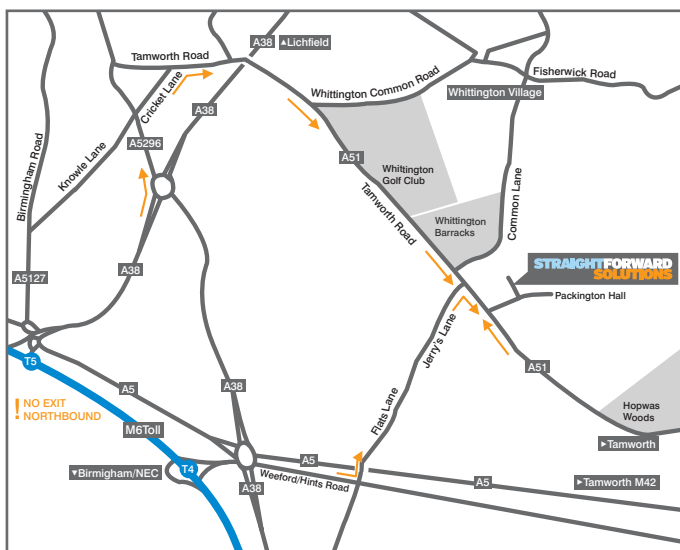 A38
▲Lichfield
Tamworth Road
Cricket Lane
Whittington Common Road
Fisherwick Road
Whittington Village
A38
A5296
Knowle Lane
Birmingham Road
A51
Whittington
Golf Club
Tamworth Road
Whittington
Barracks
Common Lane
STRAIGHTFORWARD
SOLUTIONS
Packington Hall
A38
A5127
Jerry's Lane
T5
A5
A38
A51
Flats Lane
! NO EXIT
NORTHBOUND
M6Toll
Hopwas
Woods
▸Tamworth
▾Birmigham/NEC
T4
A5
Weeford/Hints Road
A38
A5
▸Tamworth M42